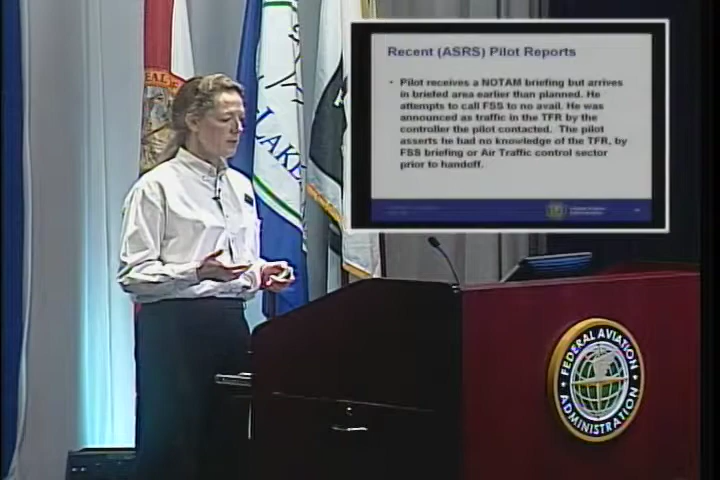 Recent (ASRS) Pilot Reports
• Pilot receives a NOTAM briefing but arrives
in briefed area earlier than planned. He
attempts to call FSS to no avail. He was
announced as traffic in the TFR by the
controller the pilot contacted. The pilot
asserts he had no knowledge of the TFR, by
FSS briefing or Air Traffic control sector
prior to handoff.
LAKE
FEDERAL AVIATION
ADMINISTRATION